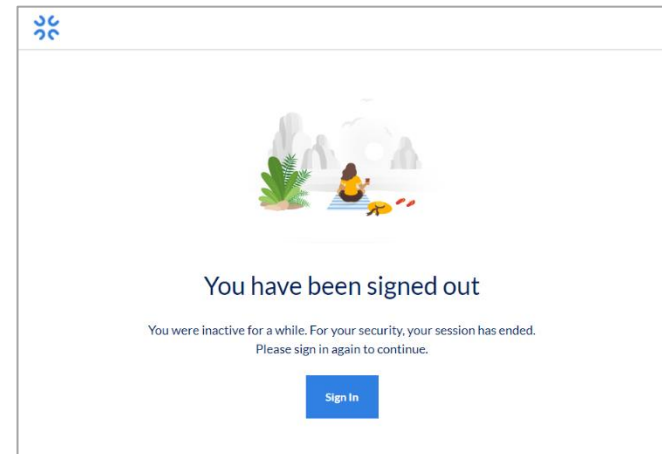 You have been signed out
You were inactive for a while. For your security, your session has ended.
Please sign in again to continue.
Sign In